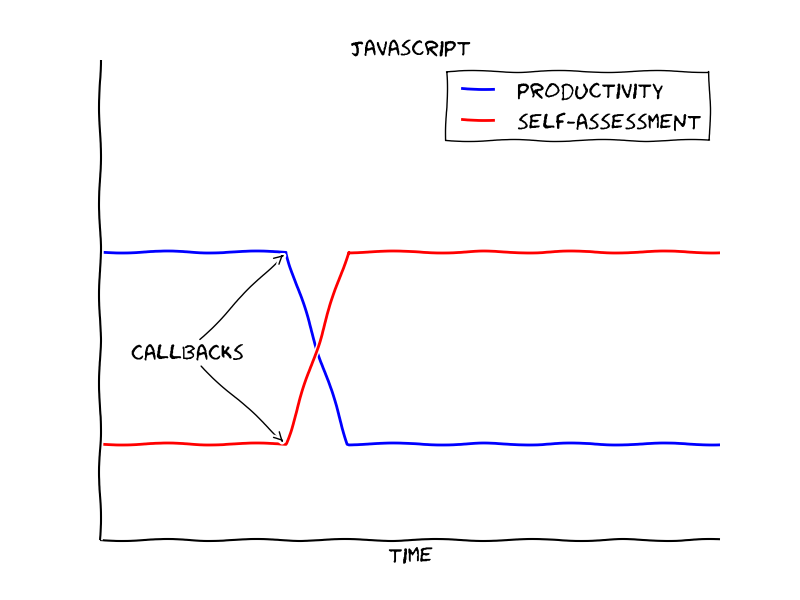 JAVASCRIPT
PRODUCTIVITY
SELF-ASSESSMENT
CALLBACKS
TIME